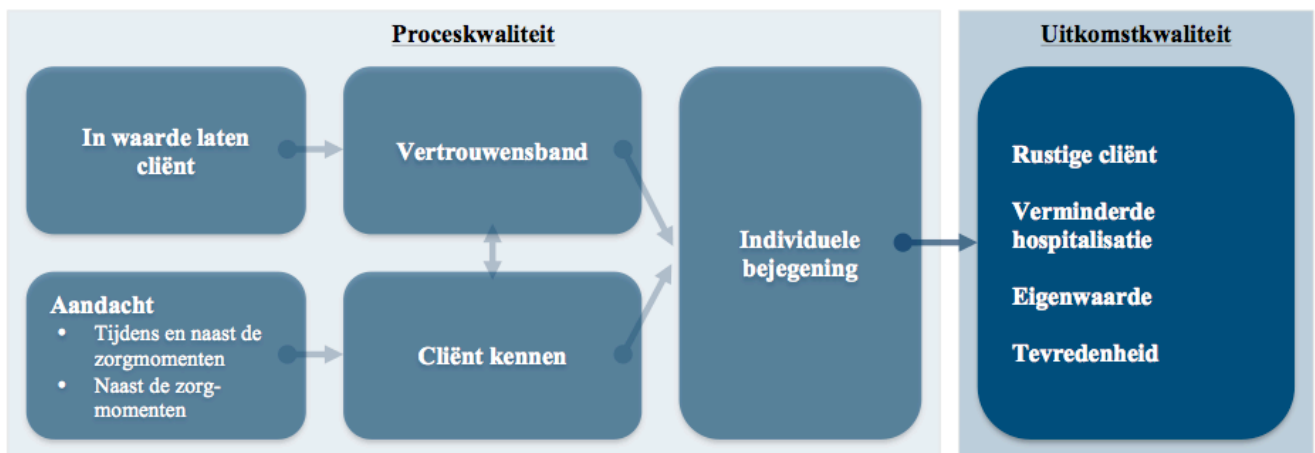 Proceskwaliteit
In waarde laten
cliënt
Vertrouwensband
Aandacht
• Tijdens en naast de
zorgmomenten
• Naast de zorg-
momenten
Cliënt kennen
Individuele
bejegening
Uitkomstkwaliteit
Rustige cliënt
Verminderde
hospitalisatie
Eigenwaarde
Tevredenheid